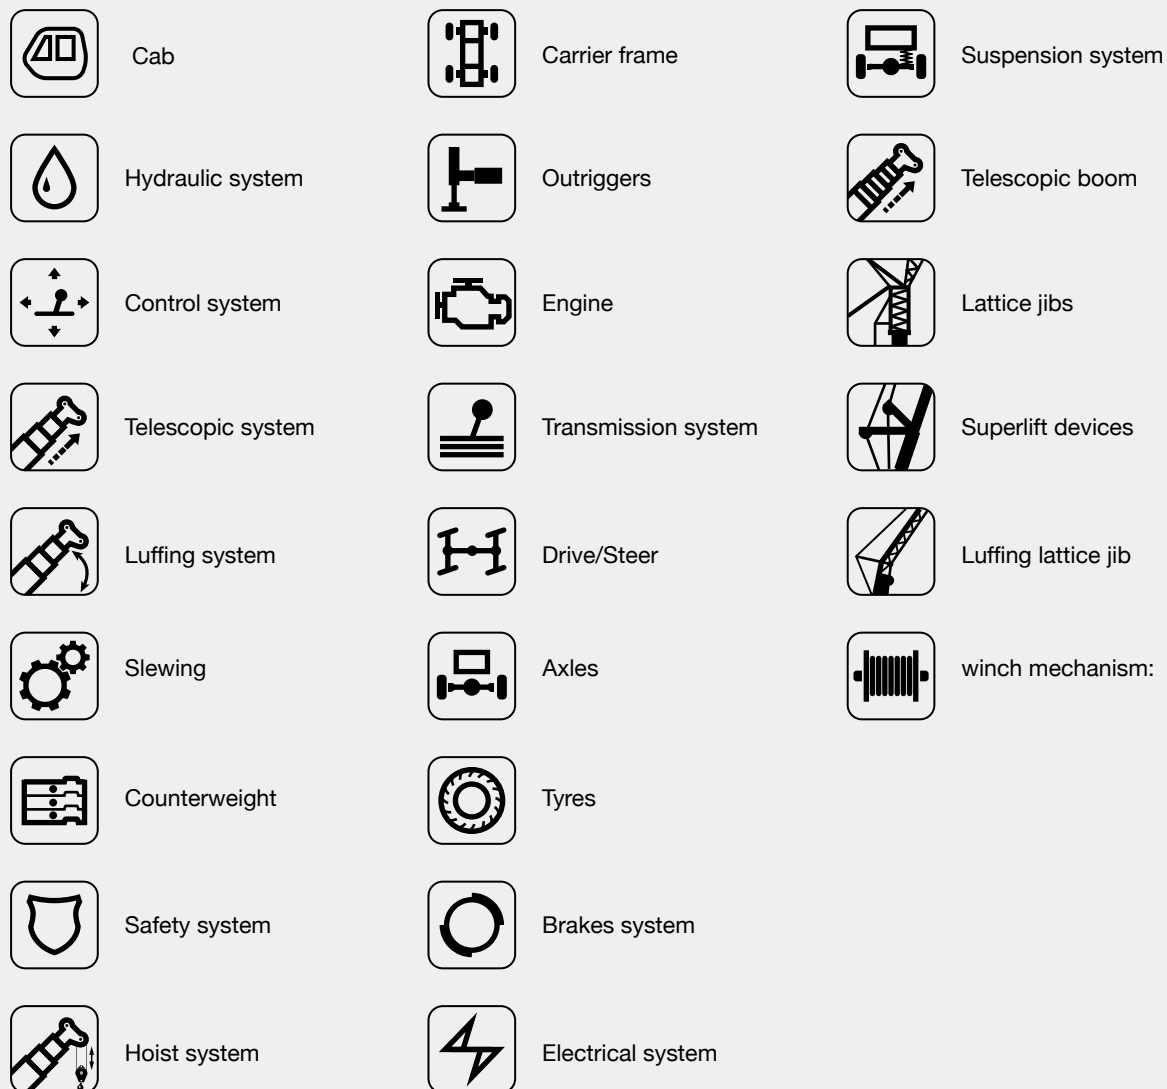 Cab
Hydraulic system
Control system
Telescopic system
Luffing system
Slewing
Counterweight
Safety system
Hoist system
Carrier frame
Outriggers
Engine
Transmission system
Drive/Steer
Axles
Tyres
Brakes system
Electrical system
Suspension system
Telescopic boom
Lattice jibs
Superlift devices
Luffing lattice jib
winch mechanism: